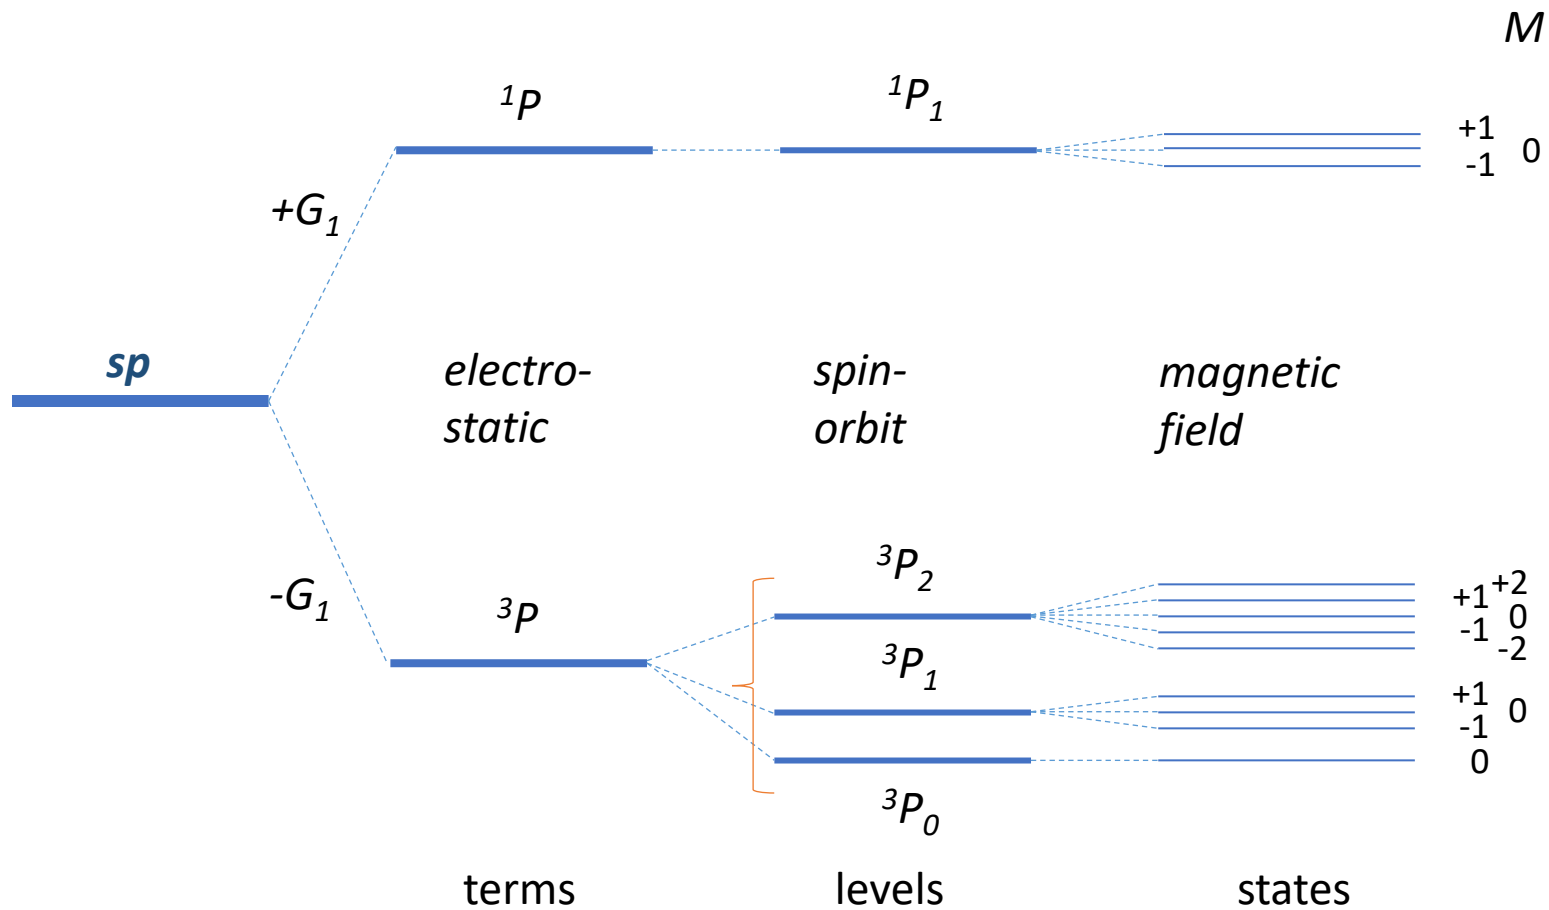 M
¹P
¹P₁
+1
0
-1
+G₁
sp
electro-
static
spin-
orbit
magnetic
field
-G₁
³P
³P₂
+2
+1
0
-1
-2
³P₁
+1
0
-1
0
³P₀
terms
levels
states